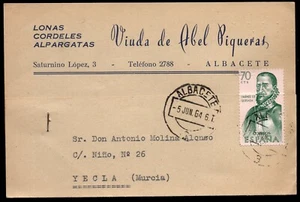 LONAS
CORDELES
ALPARGATAS
Viuda de Abel Piqueras
Saturnino López, 3 - Teléfono 2788 - ALBACETE
70
CTS
ALBACETE
-5 JUN. 64
ESPAÑA
Sr. Don Antonio Molina Alonso
C/. Niño, Nº 26
YECLA (Murcia)